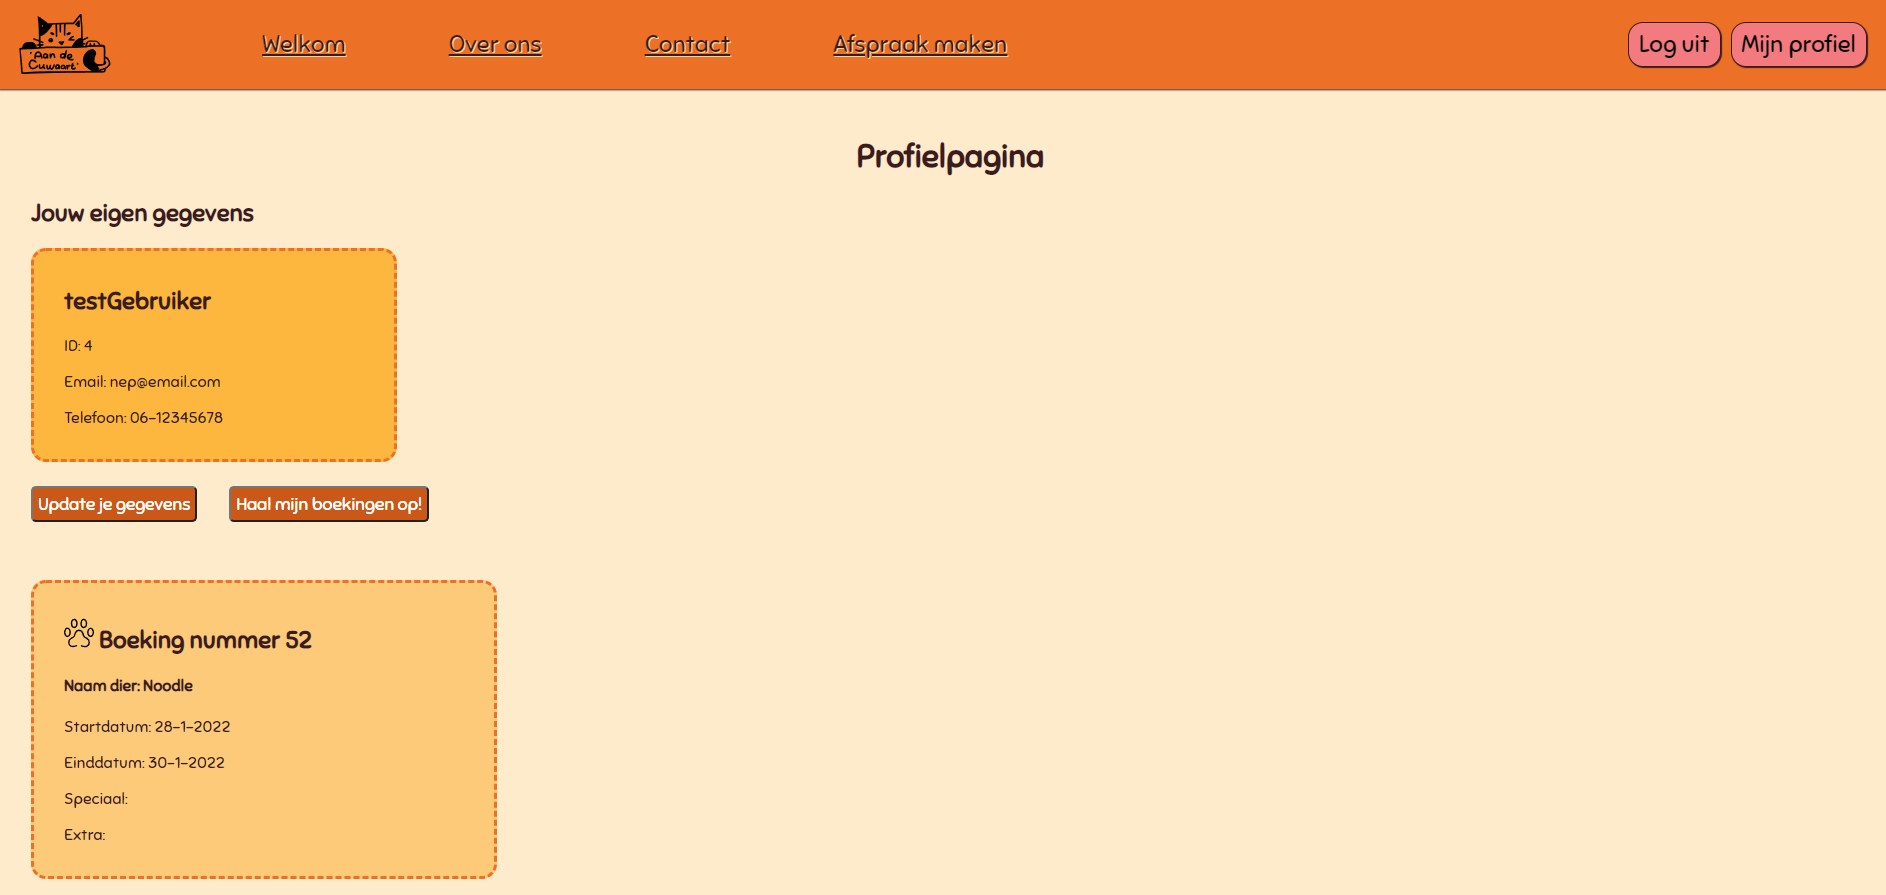 Aan de
Cuwaart
Welkom
Over ons
Contact
Afspraak maken
Log uit
Mijn profiel
Profielpagina
Jouw eigen gegevens
testGebruiker
ID: 4
Email: nep@email.com
Telefoon: 06-12345678
Update je gegevens
Haal mijn boekingen op!
Boeking nummer 52
Naam dier: Noodle
Startdatum: 28-1-2022
Einddatum: 30-1-2022
Speciaal:
Extra: